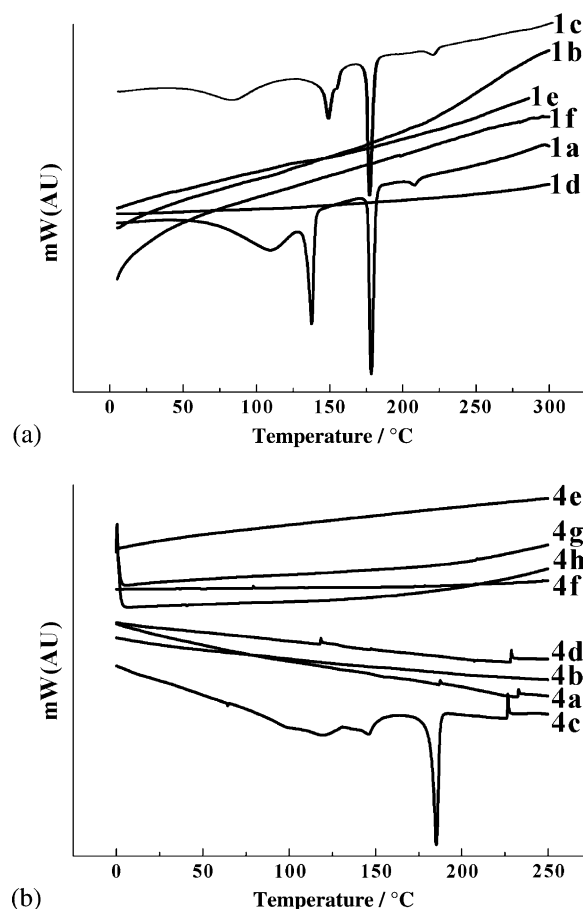 1c
1b
1e
1f
1a
1d
mW(AU)
0 50 100 150 200 250 300
(a)
Temperature / °C
4e
4g
4h
4f
4d
4b
4a
4c
mW(AU)
0 50 100 150 200 250
(b)
Temperature / °C